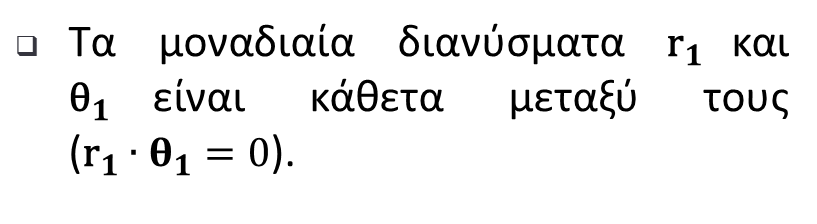 ❑ Τα μοναδιαία διανύσματα r₁ και
θ₁ είναι κάθετα μεταξύ τους
(r₁ · θ₁ = 0).